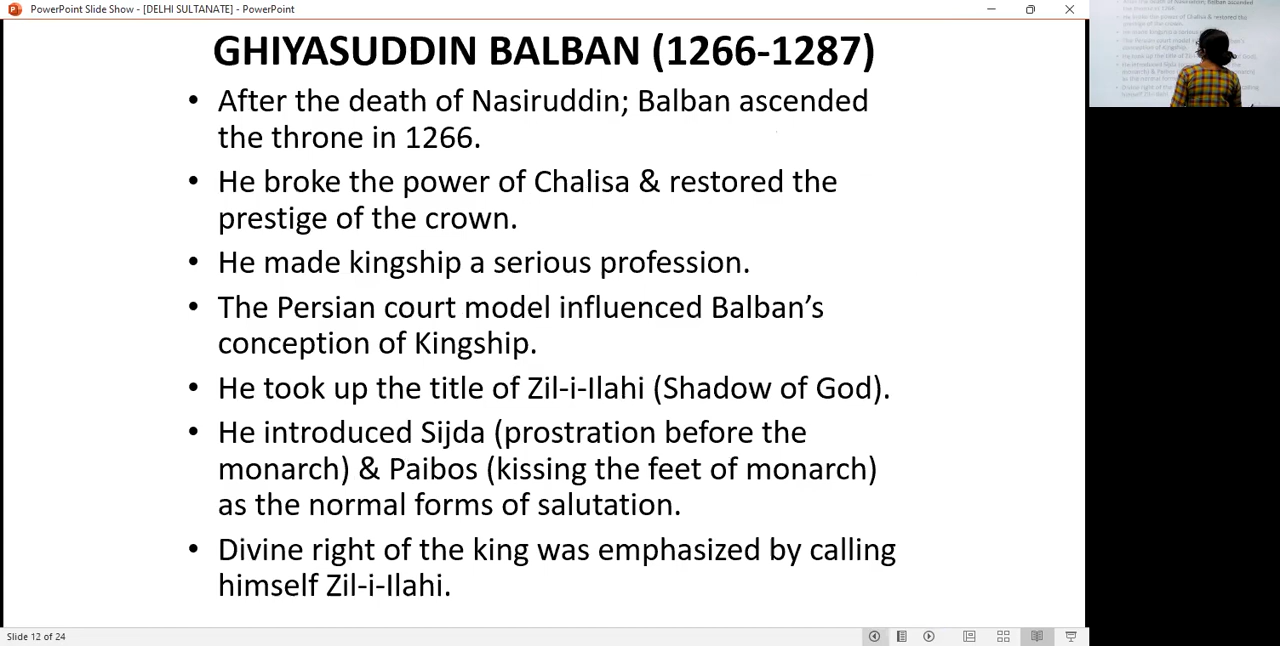 PowerPoint Slide Show - [DELHI SULTANATE] - PowerPoint
GHIYASUDDIN BALBAN (1266-1287)
• After the death of Nasiruddin; Balban ascended
the throne in 1266.
• He broke the power of Chalisa & restored the
prestige of the crown.
• He made kingship a serious profession.
• The Persian court model influenced Balban’s
conception of Kingship.
• He took up the title of Zil-i-Ilahi (Shadow of God).
• He introduced Sijda (prostration before the
monarch) & Paibos (kissing the feet of monarch)
as the normal forms of salutation.
• Divine right of the king was emphasized by calling
himself Zil-i-Ilahi.
Slide 12 of 24